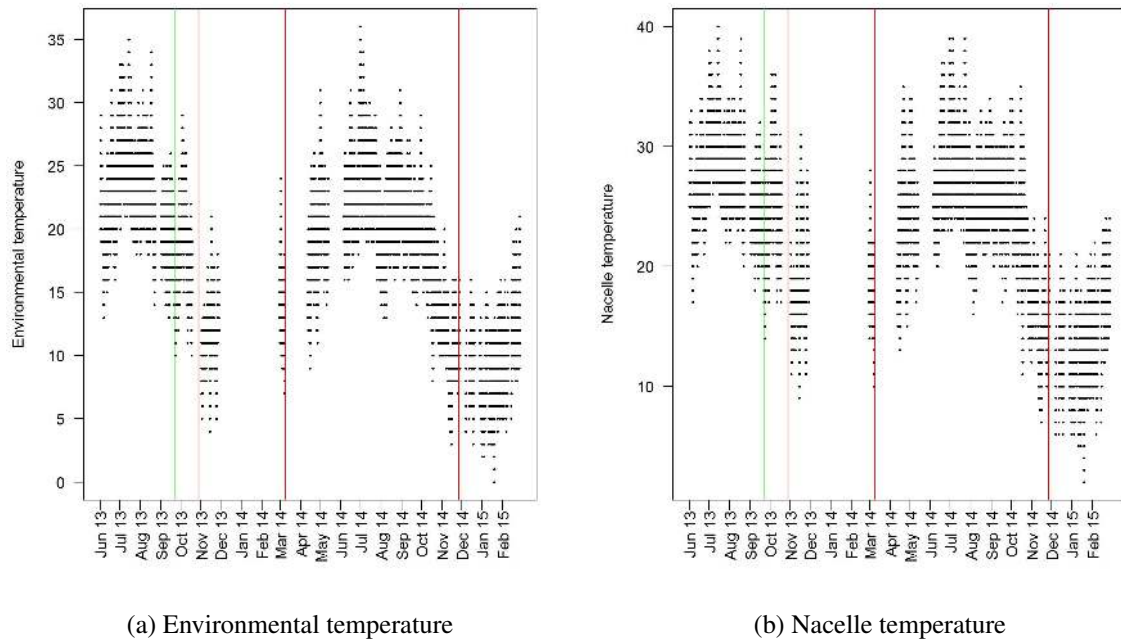 Environmental temperature
35
30
25
20
15
10
5
0
Jun 13
Jul 13
Aug 13
Sep 13
Oct 13
Nov 13
Dec 13
Jan 14
Feb 14
Mar 14
Apr 14
May 14
Jun 14
Jul 14
Aug 14
Sep 14
Oct 14
Nov 14
Dec 14
Jan 15
Feb 15
(a) Environmental temperature
Nacelle temperature
40
30
20
10
Jun 13
Jul 13
Aug 13
Sep 13
Oct 13
Nov 13
Dec 13
Jan 14
Feb 14
Mar 14
Apr 14
May 14
Jun 14
Jul 14
Aug 14
Sep 14
Oct 14
Nov 14
Dec 14
Jan 15
Feb 15
(b) Nacelle temperature